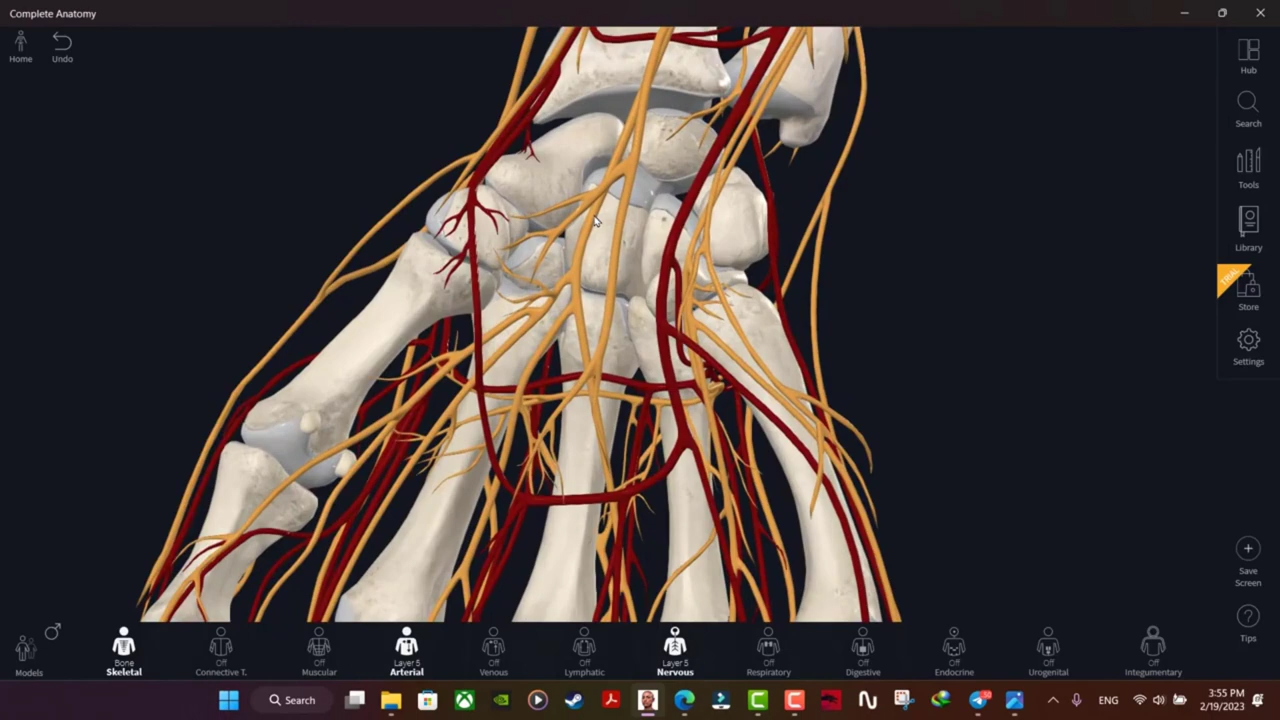 Complete Anatomy
Home
Undo
Hub
Search
Tools
Library
TRIAL
Store
Settings
+
Save
Screen
?
Tips
Models
Bone
Skeletal
Off
Connective T.
Off
Muscular
Layer 5
Arterial
Off
Venous
Off
Lymphatic
Layer 5
Nervous
Off
Respiratory
Off
Digestive
Off
Endocrine
Off
Urogenital
Off
Integumentary
Search
ENG
3:55 PM
2/19/2023